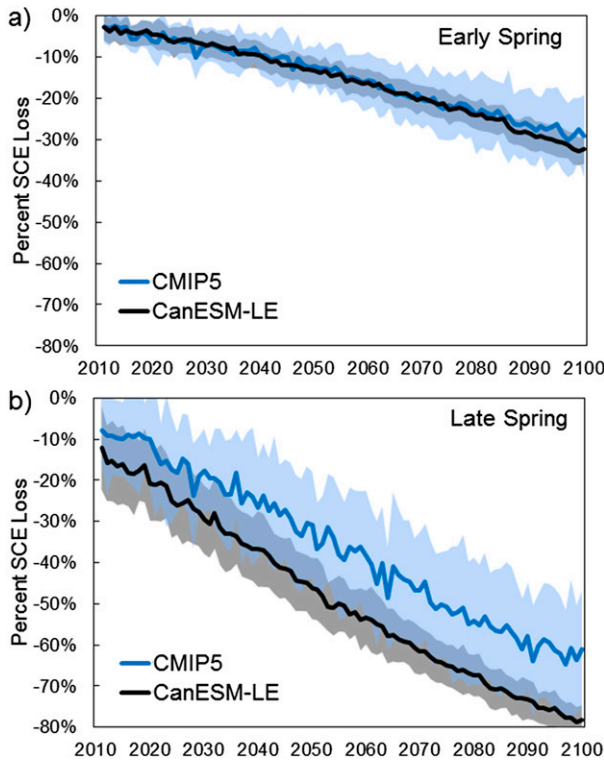 a)
Early Spring
Percent SCE Loss
0%
-10%
-20%
-30%
-40%
-50%
-60%
-70%
-80%
CMIP5
CanESM-LE
2010 2020 2030 2040 2050 2060 2070 2080 2090 2100
b)
Late Spring
Percent SCE Loss
0%
-10%
-20%
-30%
-40%
-50%
-60%
-70%
-80%
CMIP5
CanESM-LE
2010 2020 2030 2040 2050 2060 2070 2080 2090 2100